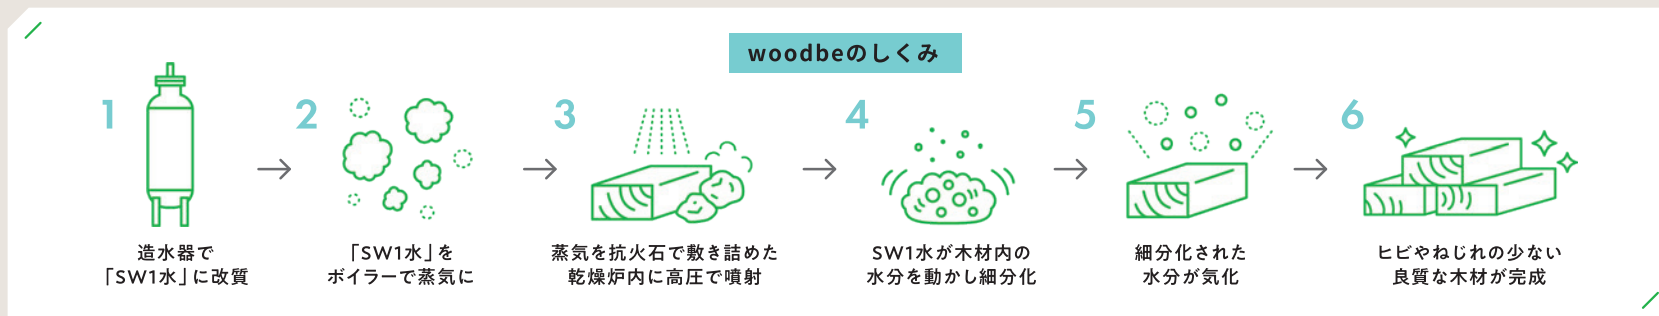 woodbeのしくみ
1
造水器で
「SW1水」に改質
2
「SW1水」を
ボイラーで蒸気に
3
蒸気を抗火石で敷き詰めた
乾燥炉内に高圧で噴射
4
SW1水が木材内の
水分を動かし細分化
5
細分化された
水分が気化
6
ヒビやねじれの少ない
良質な木材が完成